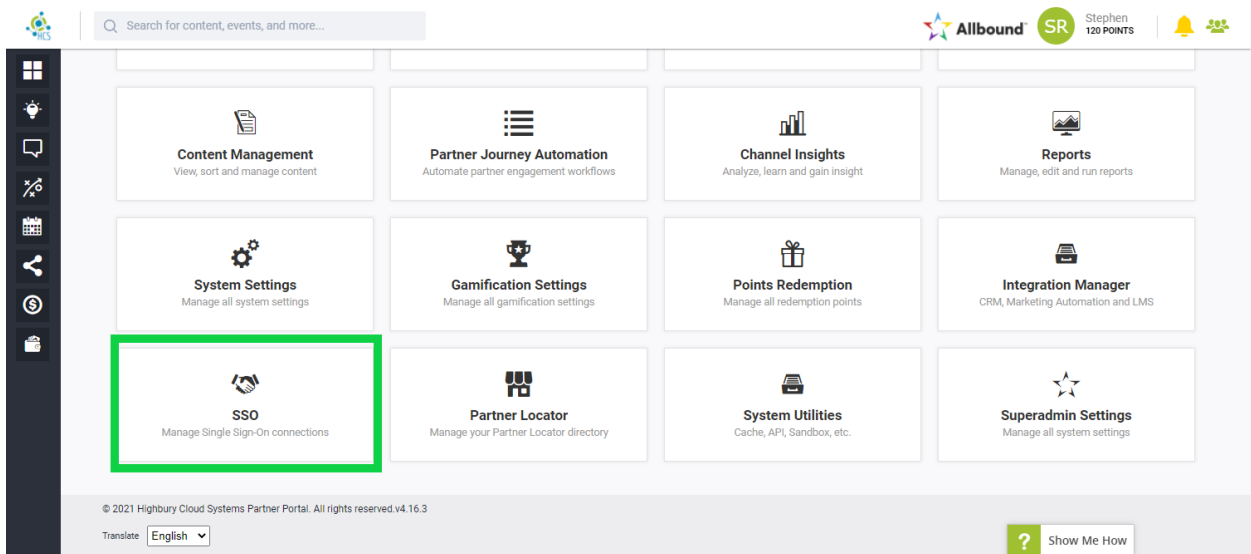 HCS
Search for content, events, and more...
Allbound
SR
Stephen
120 POINTS
Content Management
View, sort and manage content
Partner Journey Automation
Automate partner engagement workflows
Channel Insights
Analyze, learn and gain insight
Reports
Manage, edit and run reports
System Settings
Manage all system settings
Gamification Settings
Manage all gamification settings
Points Redemption
Manage all redemption points
Integration Manager
CRM, Marketing Automation and LMS
SSO
Manage Single Sign-On connections
Partner Locator
Manage your Partner Locator directory
System Utilities
Cache, API, Sandbox, etc.
Superadmin Settings
Manage all system settings
© 2021 Highbury Cloud Systems Partner Portal. All rights reserved.v4.16.3
Translate English
? Show Me How